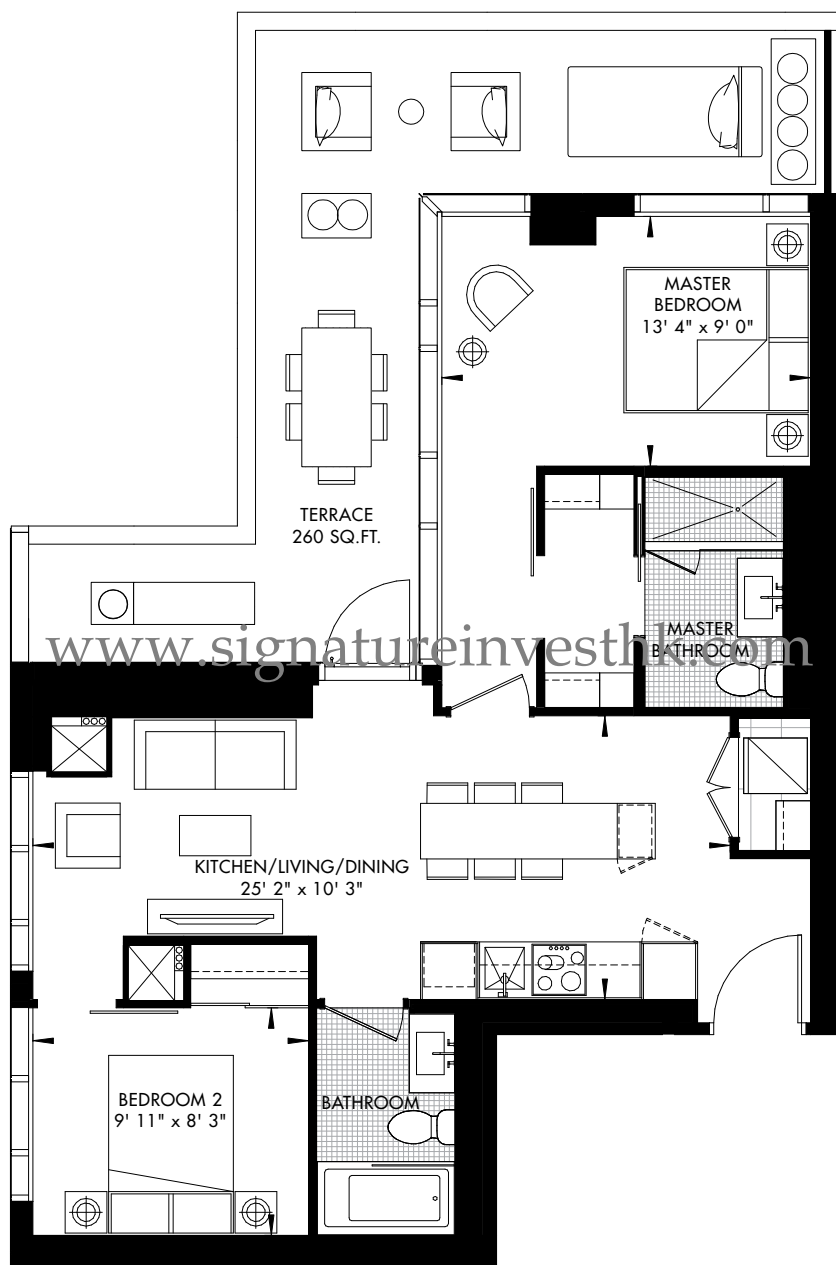 MASTER
BEDROOM
13' 4" x 9' 0"
TERRACE
260 SQ.FT.
www.signatureinvesthk.com
MASTER
BATHROOM
KITCHEN/LIVING/DINING
25' 2" x 10' 3"
BEDROOM 2
9' 11" x 8' 3"
BATHROOM